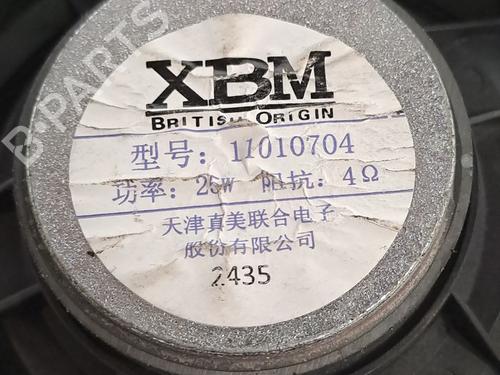 XBM
BRITISH ORIGIN
型号: 11010704
功率: 25W 阻抗: 4Ω
天津真美联合电子
股份有限公司
2435
B-PARTS